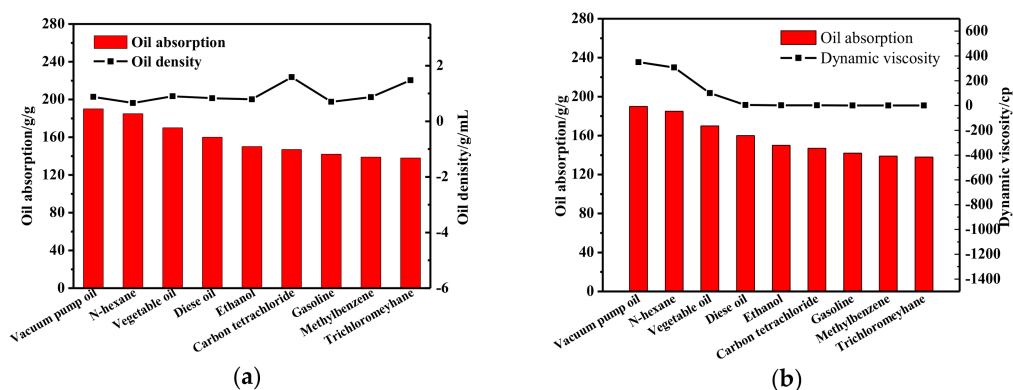 280
240
200
160
120
80
40
0
Oil absorption/g/g
Oil absorption
Oil density
2
0
-2
-4
-6
Oil denisity/g/mL
Vacuum pump oil
N-hexane
Vegetable oil
Diese oil
Ethanol
Carbon tetrachloride
Gasoline
Methylbenzene
Trichloromeyhane
(a)
280
240
200
160
120
80
40
0
Oil absorption/g/g
Oil absorption
Dynamic viscosity
600
400
200
0
-200
-400
-600
-800
-1000
-1200
-1400
Dynamic viscosity/cp
Vacuum pump oil
N-hexane
Vegetable oil
Diese oil
Ethanol
Carbon tetrachloride
Gasoline
Methylbenzene
Trichloromeyhane
(b)